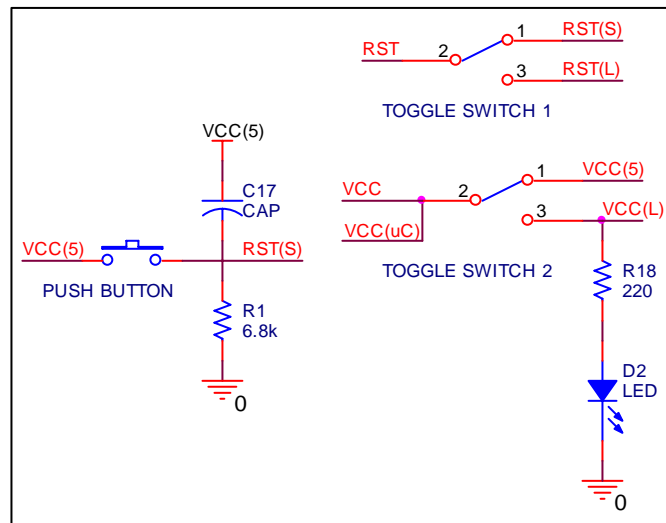 VCC(5)
C17
CAP
VCC(5)
RST(S)
PUSH BUTTON
R1
6.8k
0
RST
2
1
RST(S)
3
RST(L)
TOGGLE SWITCH 1
VCC
2
1
VCC(5)
3
VCC(L)
VCC(uC)
TOGGLE SWITCH 2
R18
220
D2
LED
0